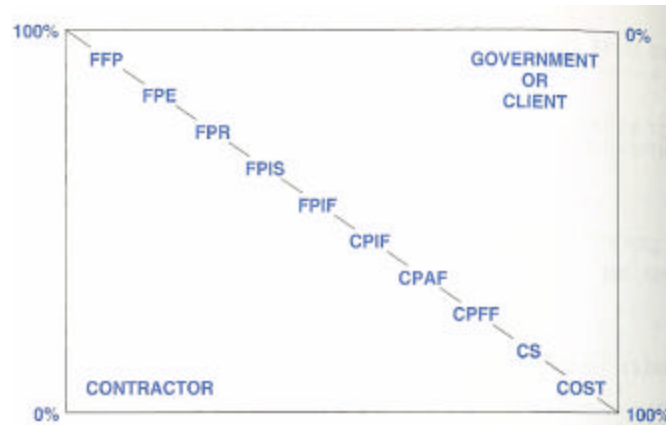 100%
0%
FFP
GOVERNMENT
OR
CLIENT
FPE
FPR
FPIS
FPIF
CPIF
CPAF
CPFF
CS
CONTRACTOR
COST
0%
100%